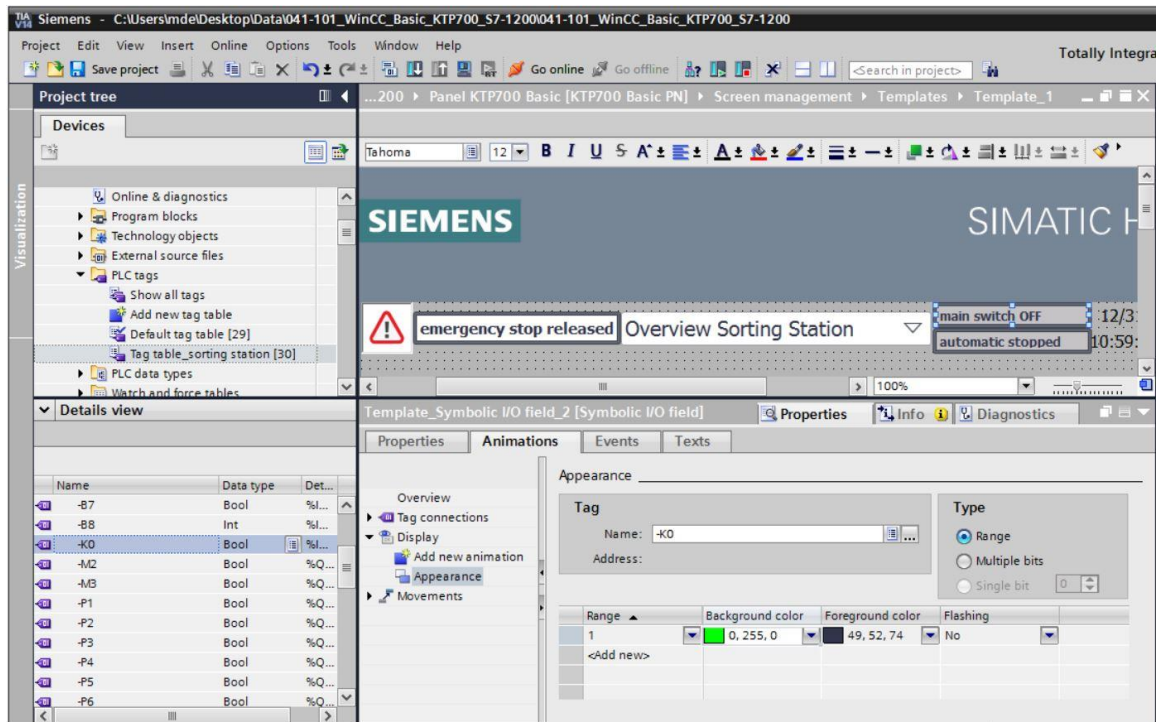 TIA V14 Siemens - C:\Users\mde\Desktop\Data\041-101_WinCC_Basic_KTP700_S7-1200\041-101_WinCC_Basic_KTP700_S7-1200
Project Edit View Insert Online Options Tools Window Help
Totally Integra
Save project Go online Go offline <Search in project>
Project tree
...200 Panel KTP700 Basic [KTP700 Basic PN] Screen management Templates Template_1
Devices
Tahoma 12 B I U S A A
Visualization
Online & diagnostics
Program blocks
Technology objects
External source files
PLC tags
Show all tags
Add new tag table
Default tag table [29]
Tag table_sorting station [30]
PLC data types
Watch and force tables
SIEMENS
SIMATIC H
emergency stop released Overview Sorting Station
main switch OFF 12/3
automatic stopped 10:59:
100%
Details view
Name Data type Det...
-B7 Bool %I...
-B8 Int %I...
-K0 Bool %I...
-M2 Bool %Q...
-M3 Bool %Q...
-P1 Bool %Q...
-P2 Bool %Q...
-P3 Bool %Q...
-P4 Bool %Q...
-P5 Bool %Q...
-P6 Bool %Q...
Template_Symbolic I/O field_2 [Symbolic I/O field]
Properties Info Diagnostics
Properties Animations Events Texts
Overview
Tag connections
Display
Add new animation
Appearance
Movements
Appearance
Tag
Name: -K0
Address:
Type
Range
Multiple bits
Single bit 0
Range Background color Foreground color Flashing
1 0, 255, 0 49, 52, 74 No
<Add new>